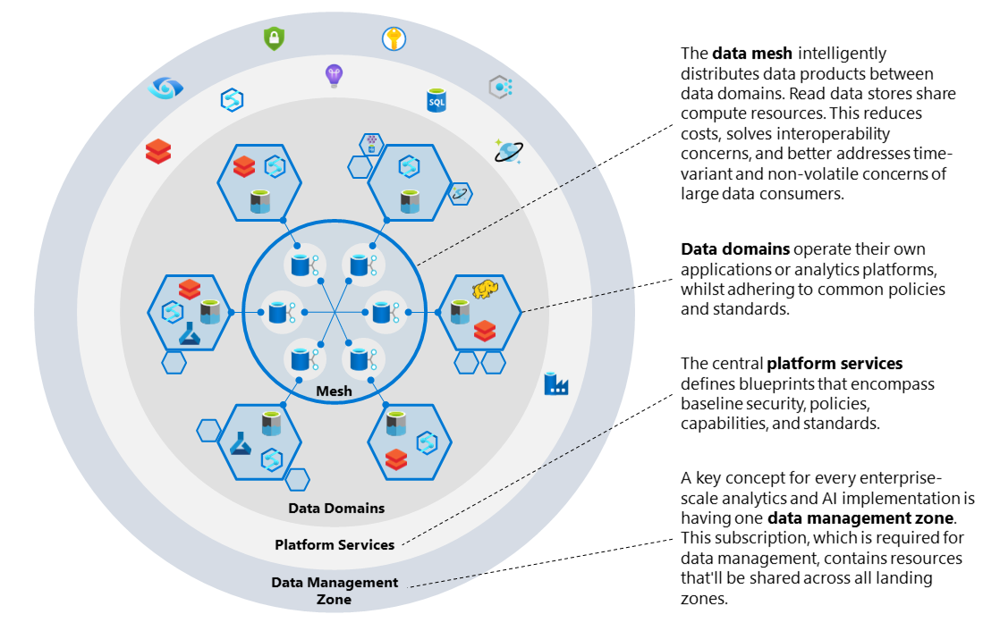 SQL
Mesh
Data Domains
Platform Services
Data Management
Zone
The data mesh intelligently
distributes data products between
data domains. Read data stores share
compute resources. This reduces
costs, solves interoperability
concerns, and better addresses time-
variant and non-volatile concerns of
large data consumers.
Data domains operate their own
applications or analytics platforms,
whilst adhering to common policies
and standards.
The central platform services
defines blueprints that encompass
baseline security, policies,
capabilities, and standards.
A key concept for every enterprise-
scale analytics and AI implementation is
having one data management zone.
This subscription, which is required for
data management, contains resources
that'll be shared across all landing
zones.